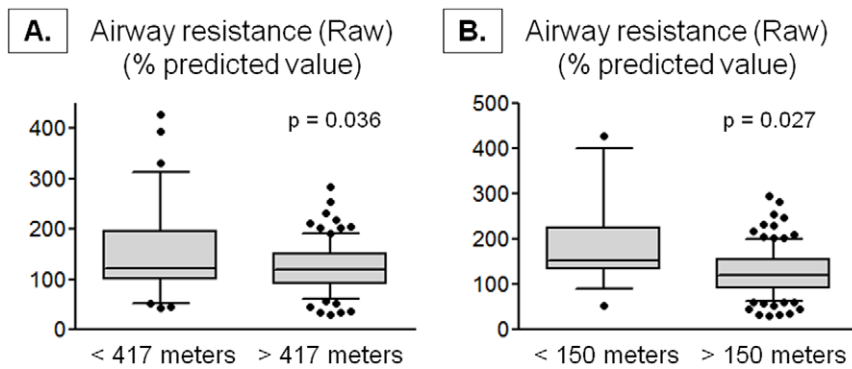 A.
Airway resistance (Raw)
(% predicted value)
p = 0.036
400
300
200
100
0
< 417 meters
> 417 meters
B.
Airway resistance (Raw)
(% predicted value)
p = 0.027
500
400
300
200
100
0
< 150 meters
> 150 meters